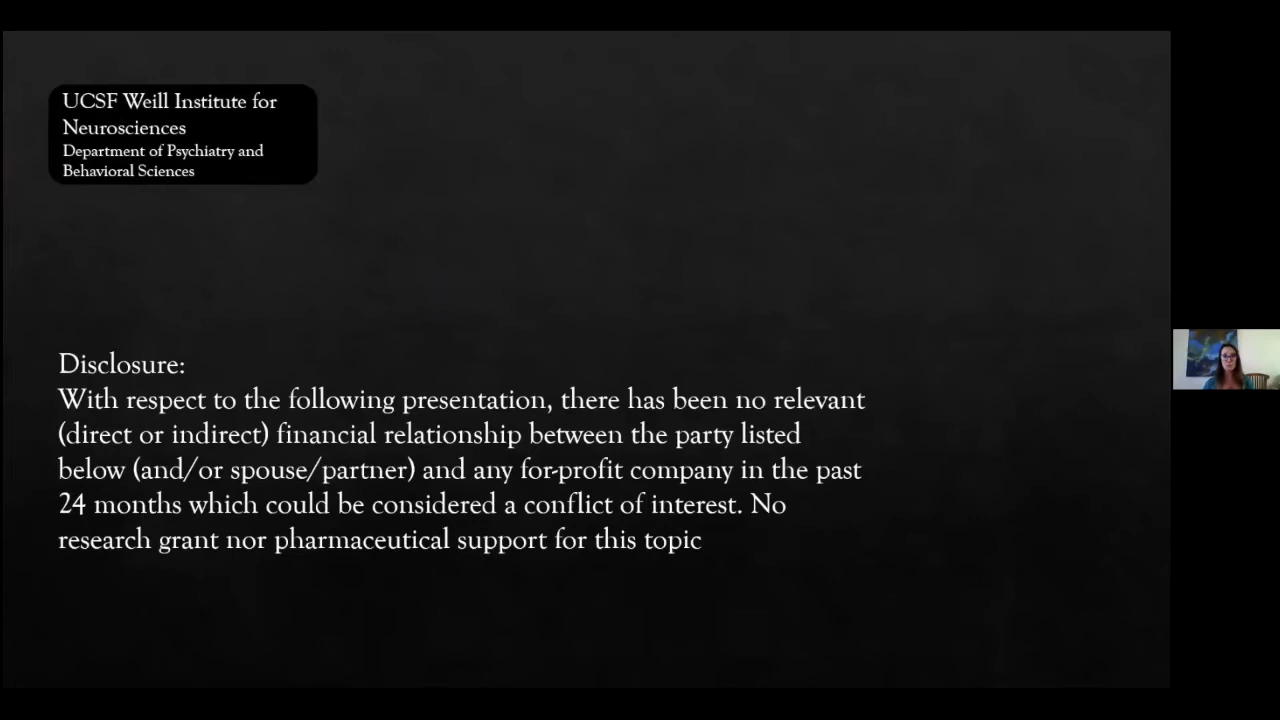 UCSF Weill Institute for
Neurosciences
Department of Psychiatry and
Behavioral Sciences
Disclosure:
With respect to the following presentation, there has been no relevant
(direct or indirect) financial relationship between the party listed
below (and/or spouse/partner) and any for-profit company in the past
24 months which could be considered a conflict of interest. No
research grant nor pharmaceutical support for this topic